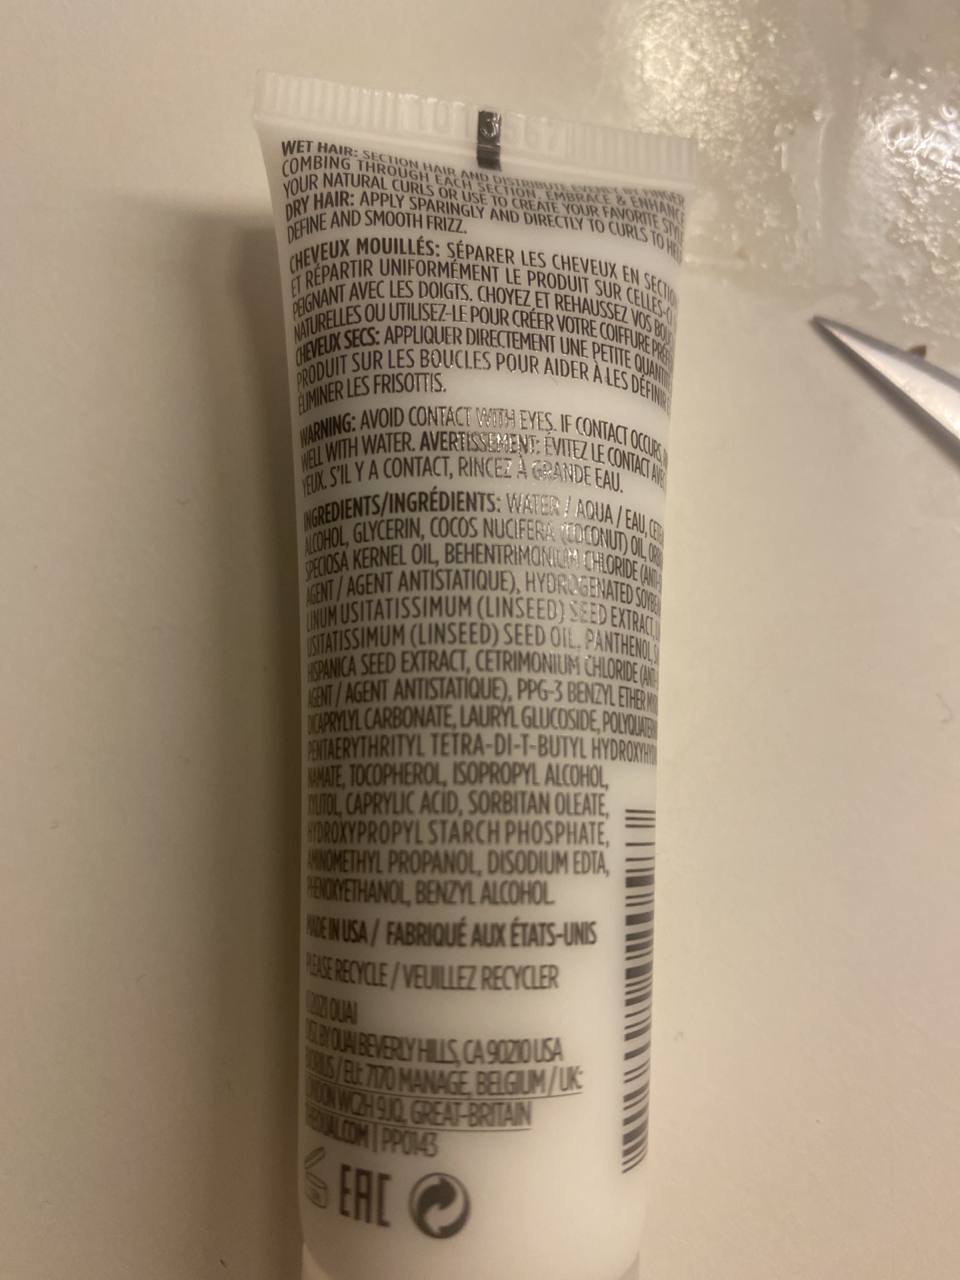 WET HAIR: SECTION HAIR AND DISTRIBUTE EVENLY BY FINGER
COMBING THROUGH EACH SECTION. EMBRACE & ENHANCE
YOUR NATURAL CURLS OR USE TO CREATE YOUR FAVORITE
DRY HAIR: APPLY SPARINGLY AND DIRECTLY TO CURLS TO
DEFINE AND SMOOTH FRIZZ.
CHEVEUX MOUILLÉS: SÉPARER LES CHEVEUX EN
ET RÉPARTIR UNIFORMÉMENT LE PRODUIT SUR
PEIGNANT AVEC LES DOIGTS. CHOYEZ ET REHAUSSEZ VOS
NATURELLES OU UTILISEZ-LE POUR CRÉER VOTRE COIFFURE
CHEVEUX SECS: APPLIQUER DIRECTEMENT UNE PETITE
PRODUIT SUR LES BOUCLES POUR AIDER À LES DÉFINIR
ÉLIMINER LES FRISOTTIS.
WARNING: AVOID CONTACT WITH EYES. IF CONTACT OCCURS,
WELL WITH WATER. AVERTISSEMENT: ÉVITEZ LE CONTACT
YEUX. S'IL Y A CONTACT, RINCEZ À GRANDE EAU.
INGREDIENTS/INGRÉDIENTS: WATER / AQUA / EAU,
ALCOHOL, GLYCERIN, COCOS NUCIFERA (COCONUT) OIL,
SPECIOSA KERNEL OIL, BEHENTRIMONIUM CHLORIDE
AGENT / AGENT ANTISTATIQUE), HYDROGENATED
LINUM USITATISSIMUM (LINSEED) SEED EXTRACT,
USITATISSIMUM (LINSEED) SEED OIL, PANTHENOL,
HISPANICA SEED EXTRACT, CETRIMONIUM CHLORIDE
AGENT / AGENT ANTISTATIQUE), PPG-3 BENZYL ETHER
DICAPRYLYL CARBONATE, LAURYL GLUCOSIDE,
PENTAERYTHRITYL TETRA-DI-T-BUTYL
NAMATE, TOCOPHEROL, ISOPROPYL ALCOHOL,
XYLITOL, CAPRYLIC ACID, SORBITAN OLEATE,
HYDROXYPROPYL STARCH PHOSPHATE,
AMINOMETHYL PROPANOL, DISODIUM EDTA,
PHENOXYETHANOL, BENZYL ALCOHOL.
MADE IN USA / FABRIQUÉ AUX ÉTATS-UNIS
PLEASE RECYCLE / VEUILLEZ RECYCLER
2021 OUAI
DIST. BY OUAI BEVERLY HILLS, CA 90210 USA
/ EU: 7170 MANAGE, BELGIUM / UK:
LONDON WC2H 9JQ, GREAT-BRITAIN
THEOUAI.COM | PP0143
EAC